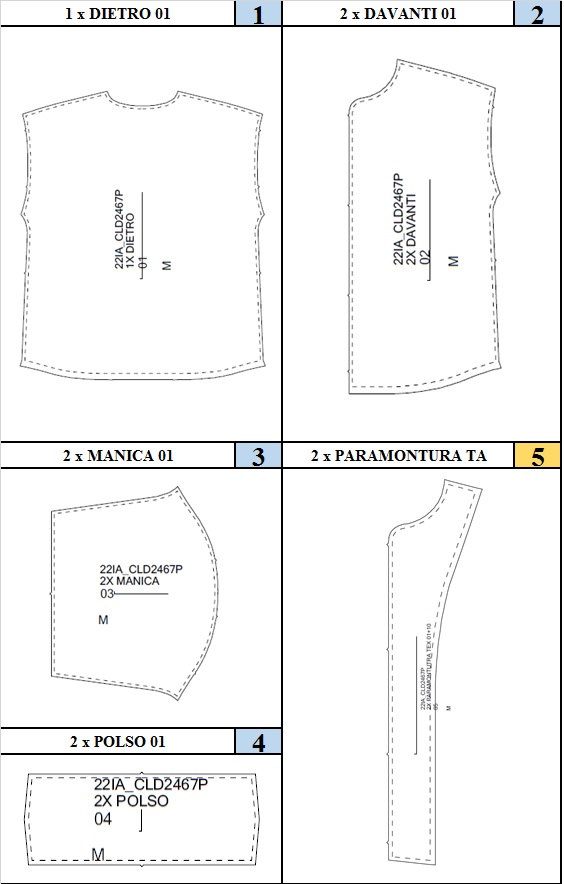 1 x DIETRO 01
1
2 x DAVANTI 01
2
22IA_CLD2467P
1X DIETRO
01
M
22IA_CLD2467P
2X DAVANTI
02
M
2 x MANICA 01
3
2 x PARAMONTURA TA
5
22IA_CLD2467P
2X MANICA
03
M
22IA_CLD2467P
2X PARAMONTUTRA TEX 01+10
05
M
2 x POLSO 01
4
22IA_CLD2467P
2X POLSO
04
M